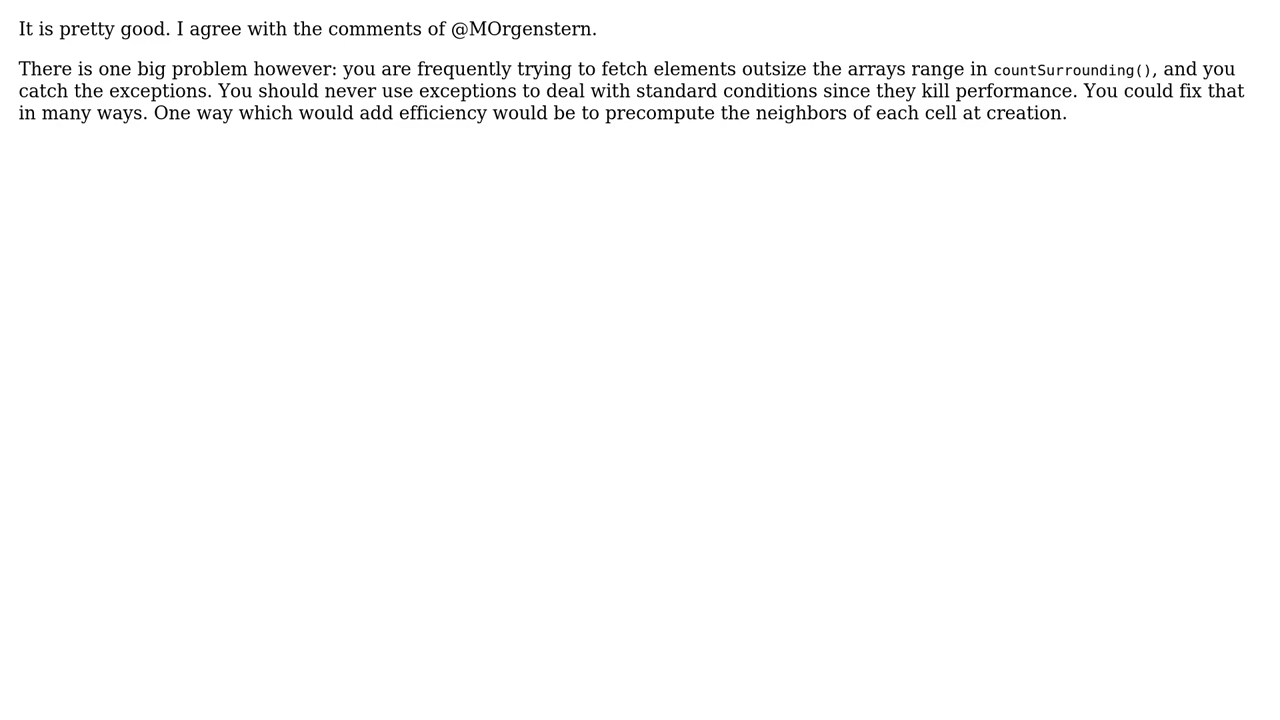 It is pretty good. I agree with the comments of @MOrgenstern.
There is one big problem however: you are frequently trying to fetch elements outsize the arrays range in countSurrounding(), and you
catch the exceptions. You should never use exceptions to deal with standard conditions since they kill performance. You could fix that
in many ways. One way which would add efficiency would be to precompute the neighbors of each cell at creation.